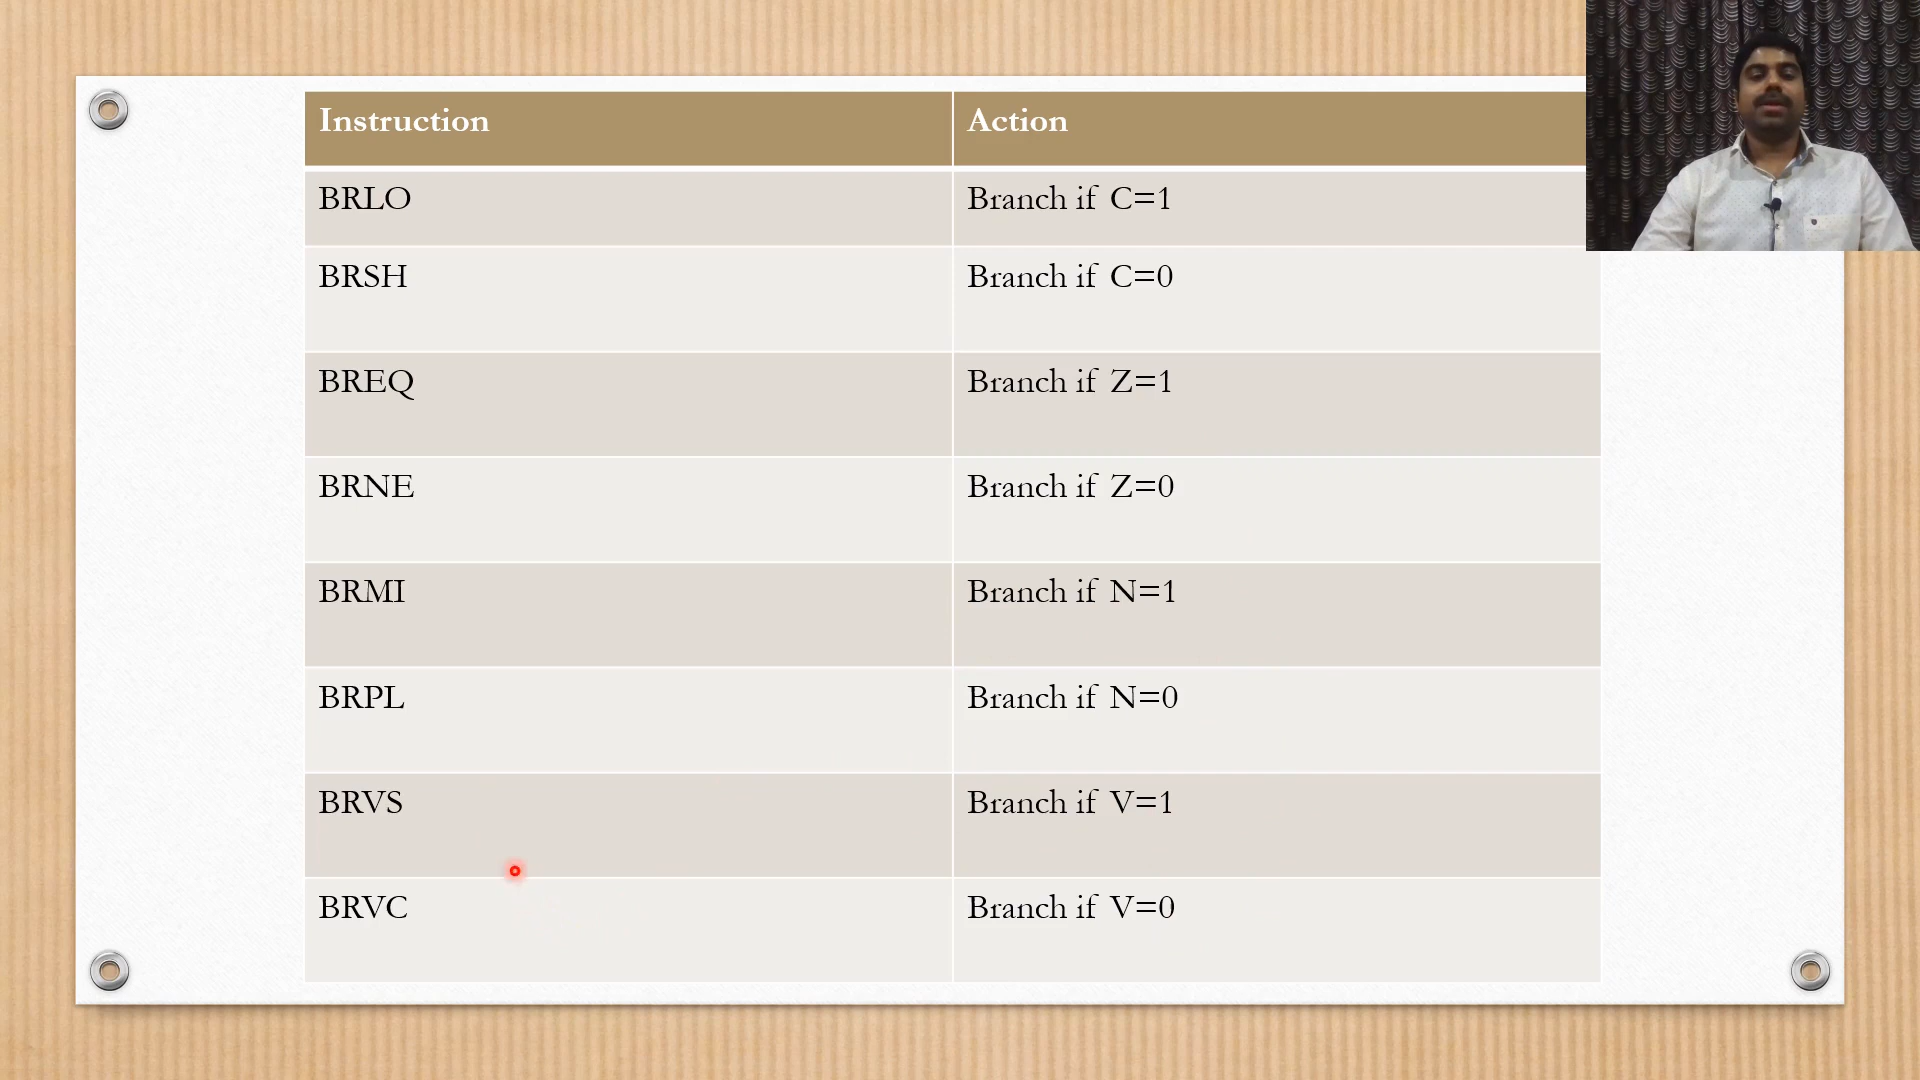 Instruction Action
BRLO Branch if C=1
BRSH Branch if C=0
BREQ Branch if Z=1
BRNE Branch if Z=0
BRMI Branch if N=1
BRPL Branch if N=0
BRVS Branch if V=1
BRVC Branch if V=0